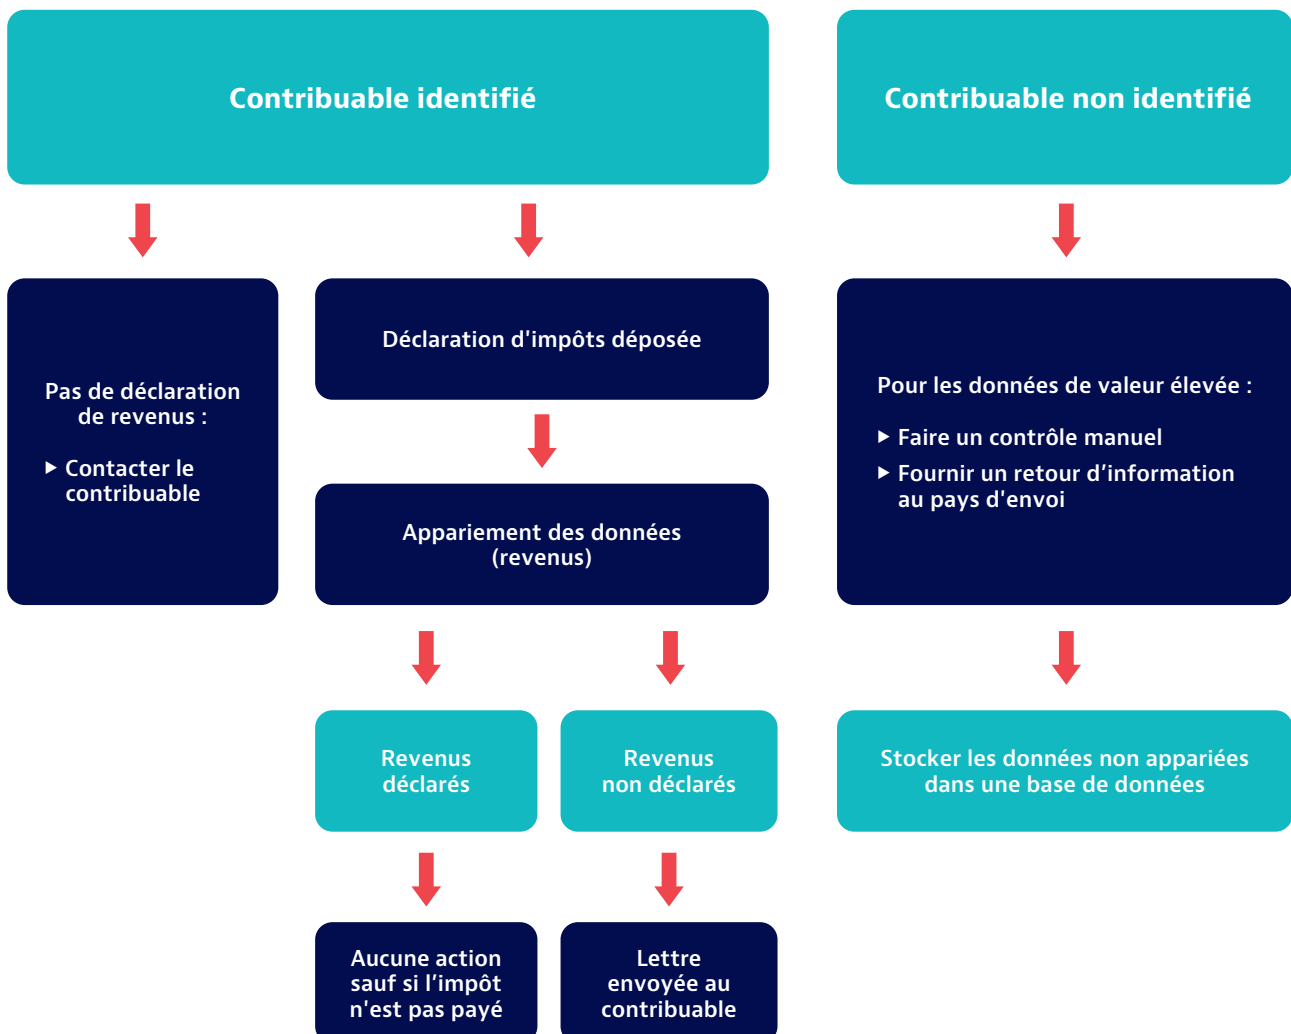 Contribuable identifié
Contribuable non identifié
Pas de déclaration
de revenus :
▶ Contacter le
contribuable
Déclaration d'impôts déposée
Appariement des données
(revenus)
Pour les données de valeur élevée :
▶ Faire un contrôle manuel
▶ Fournir un retour d’information
au pays d'envoi
Revenus
déclarés
Revenus
non déclarés
Stocker les données non appariées
dans une base de données
Aucune action
sauf si l’impôt
n'est pas payé
Lettre
envoyée au
contribuable